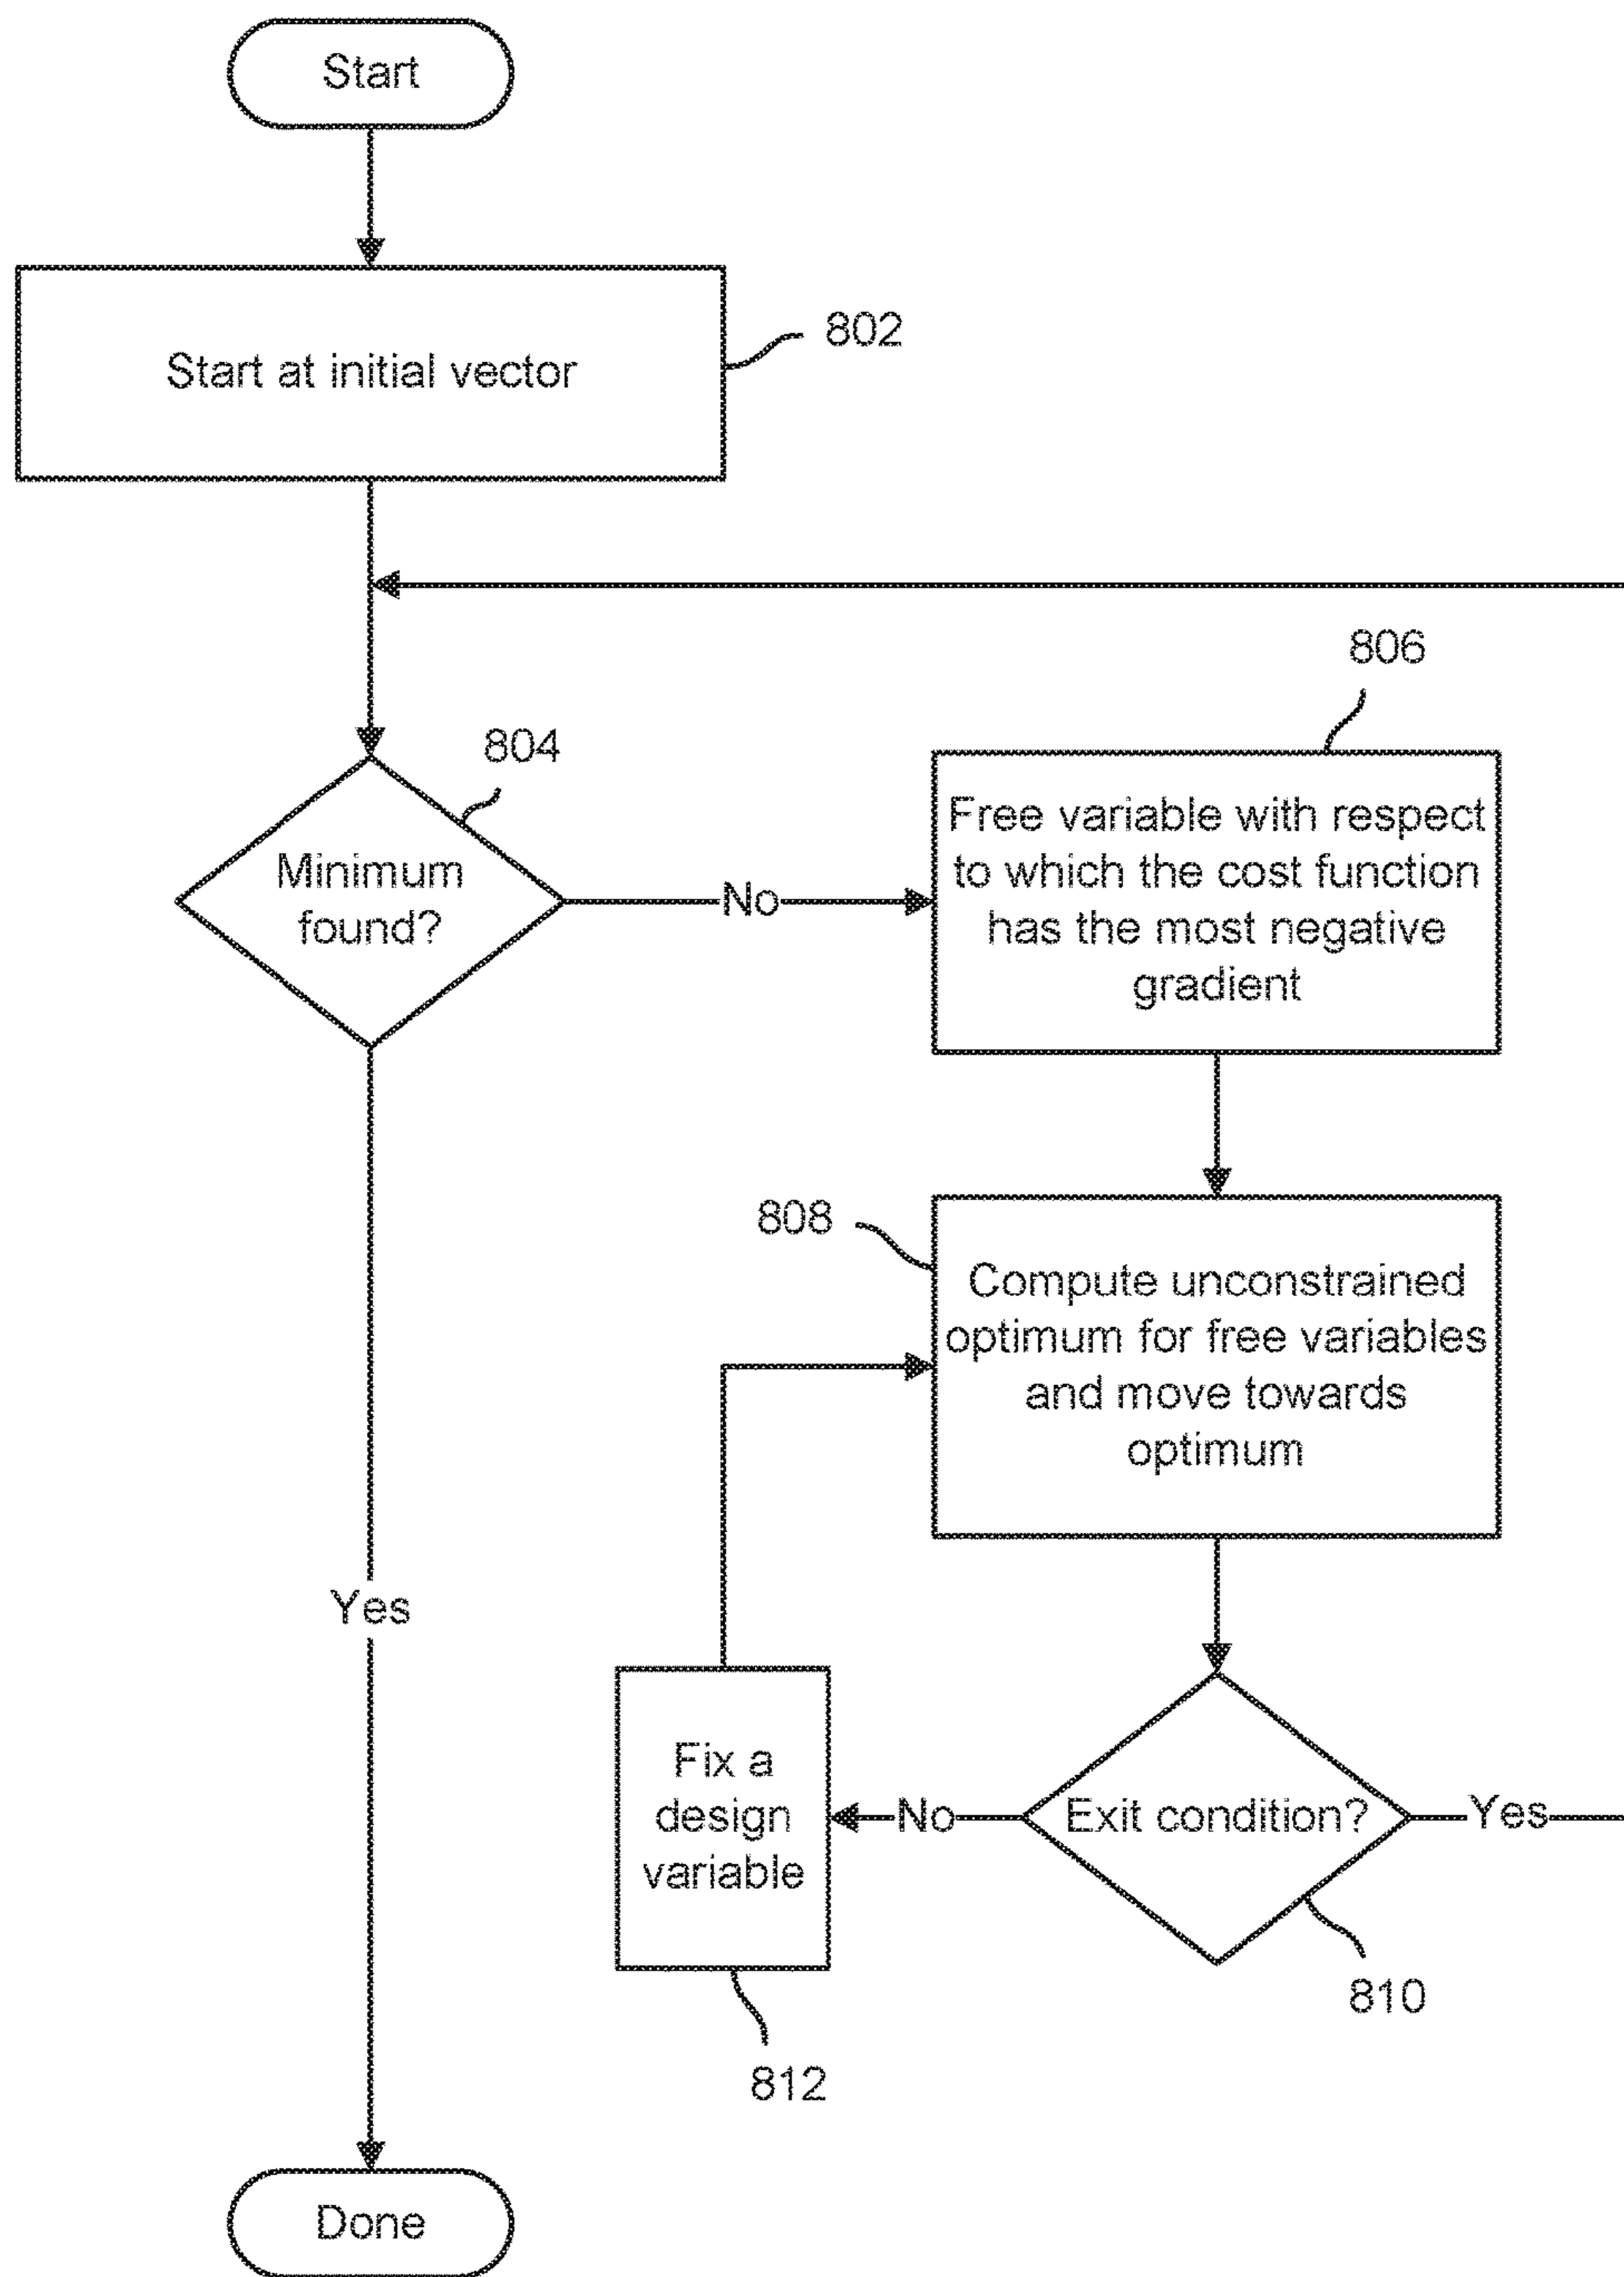 Start
Start at initial vector
802
806
804
Minimum
found?
No
Free variable with respect
to which the cost function
has the most negative
gradient
808
Compute unconstrained
optimum for free variables
and move towards
optimum
Yes
Fix a
design
variable
No
Exit condition?
Yes
810
812
Done